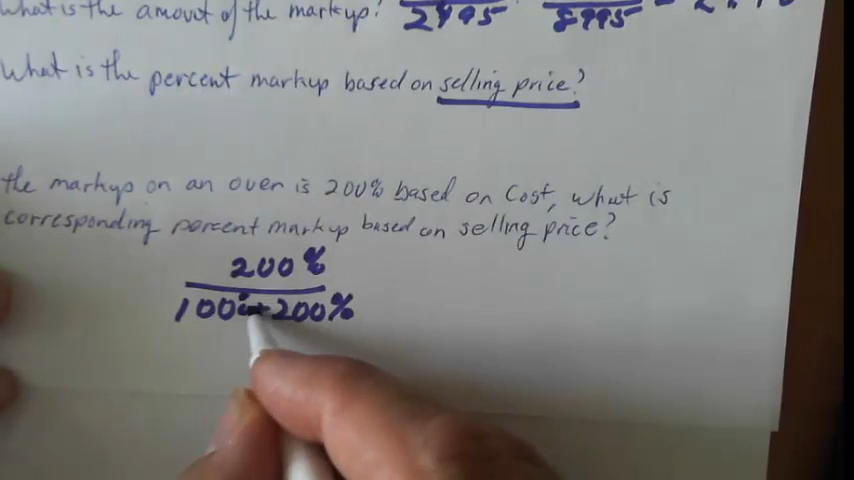 What is the amount of the markup? 2995 8995
What is the percent markup based on selling price?
the markup on an oven is 200% based on Cost, what is
corresponding percent markup based on selling price?
200%
100%+200%